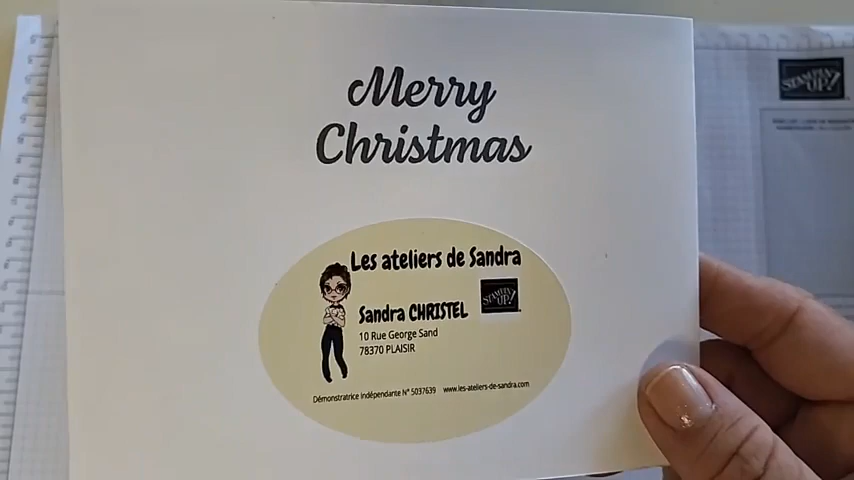 Merry
Christmas
Les ateliers de Sandra
STAMPIN' UP!
Sandra CHRISTEL
10 Rue George Sand
78370 PLAISIR
Démonstratrice indépendante N° 5037639 www.les-ateliers-de-sandra.com
STAMPIN' UP!